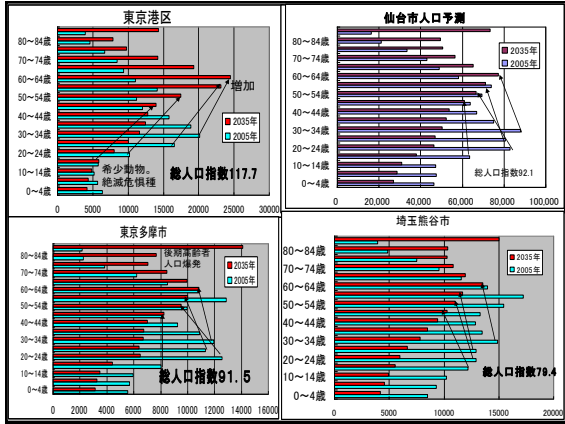 東京港区
80～84歳
70～74歳
60～64歳
50～54歳
40～44歳
30～34歳
20～24歳
10～14歳
0～4歳
増加
2035年
2005年
希少動物。
絶滅危惧種
総人口指数117.7
0 5000 10000 15000 20000 25000 30000
仙台市人口予測
80～84歳
70～74歳
60～64歳
50～54歳
40～44歳
30～34歳
20～24歳
10～14歳
0～4歳
2035年
2005年
総人口指数92.1
0 20,000 40,000 60,000 80,000 100,000
東京多摩市
80～84歳
70～74歳
60～64歳
50～54歳
40～44歳
30～34歳
20～24歳
10～14歳
0～4歳
後期高齢者
人口爆発
2035年
2005年
総人口指数91.5
0 2000 4000 6000 8000 10000 12000 14000 16000
埼玉熊谷市
80～84歳
70～74歳
60～64歳
50～54歳
40～44歳
30～34歳
20～24歳
10～14歳
0～4歳
2035年
2005年
総人口指数79.4
0 5000 10000 15000 20000